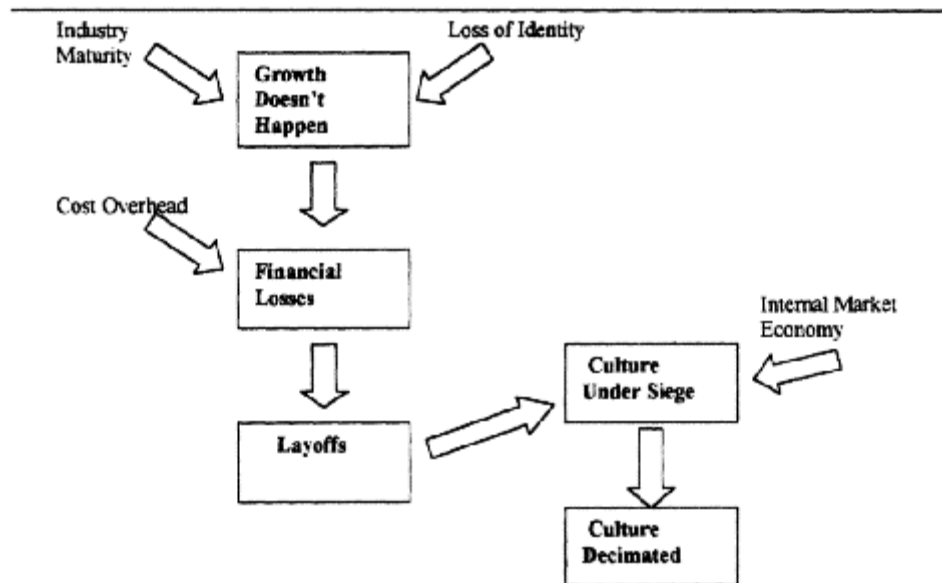 Industry
Maturity
Loss of Identity
Growth
Doesn't
Happen
Cost Overhead
Financial
Losses
Internal Market
Economy
Culture
Under Siege
Layoffs
Culture
Decimated